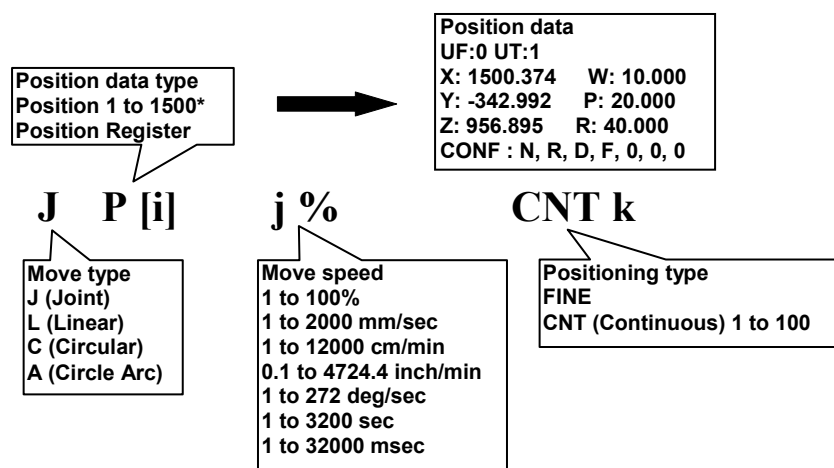 Position data type
Position 1 to 1500*
Position Register
Position data
UF:0 UT:1
X: 1500.374 W: 10.000
Y: -342.992 P: 20.000
Z: 956.895 R: 40.000
CONF : N, R, D, F, 0, 0, 0
J P [i] j % CNT k
Move type
J (Joint)
L (Linear)
C (Circular)
A (Circle Arc)
Move speed
1 to 100%
1 to 2000 mm/sec
1 to 12000 cm/min
0.1 to 4724.4 inch/min
1 to 272 deg/sec
1 to 3200 sec
1 to 32000 msec
Positioning type
FINE
CNT (Continuous) 1 to 100